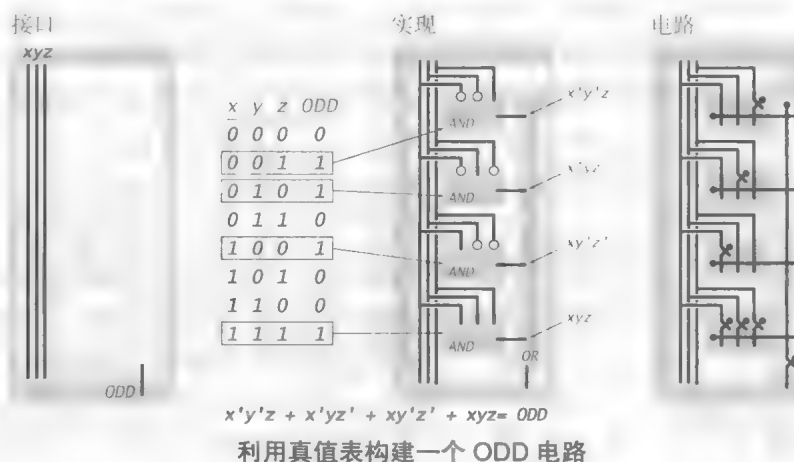 接口
实现
电路
xyz
x y z ODD
0 0 0 0
0 0 1 1
0 1 0 1
0 1 1 0
1 0 0 1
1 0 1 0
1 1 0 0
1 1 1 1
AND
x'y'z
AND
x'yz'
AND
xy'z'
AND
xyz
OR
ODD
x'y'z + x'yz' + xy'z' + xyz= ODD
利用真值表构建一个 ODD 电路